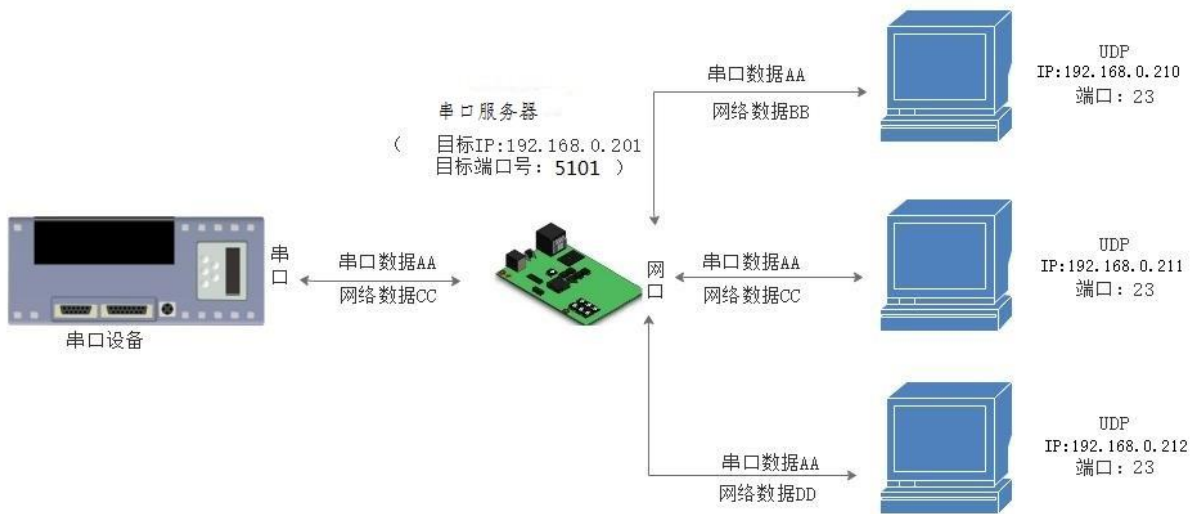 串口数据AA
网络数据BB
UDP
IP:192.168.0.210
端口：23
串口服务器
（ 目标IP:192.168.0.201
目标端口号：5101 ）
串口
串口数据AA
网络数据CC
网口
串口数据AA
网络数据CC
UDP
IP:192.168.0.211
端口：23
串口设备
串口数据AA
网络数据DD
UDP
IP:192.168.0.212
端口：23